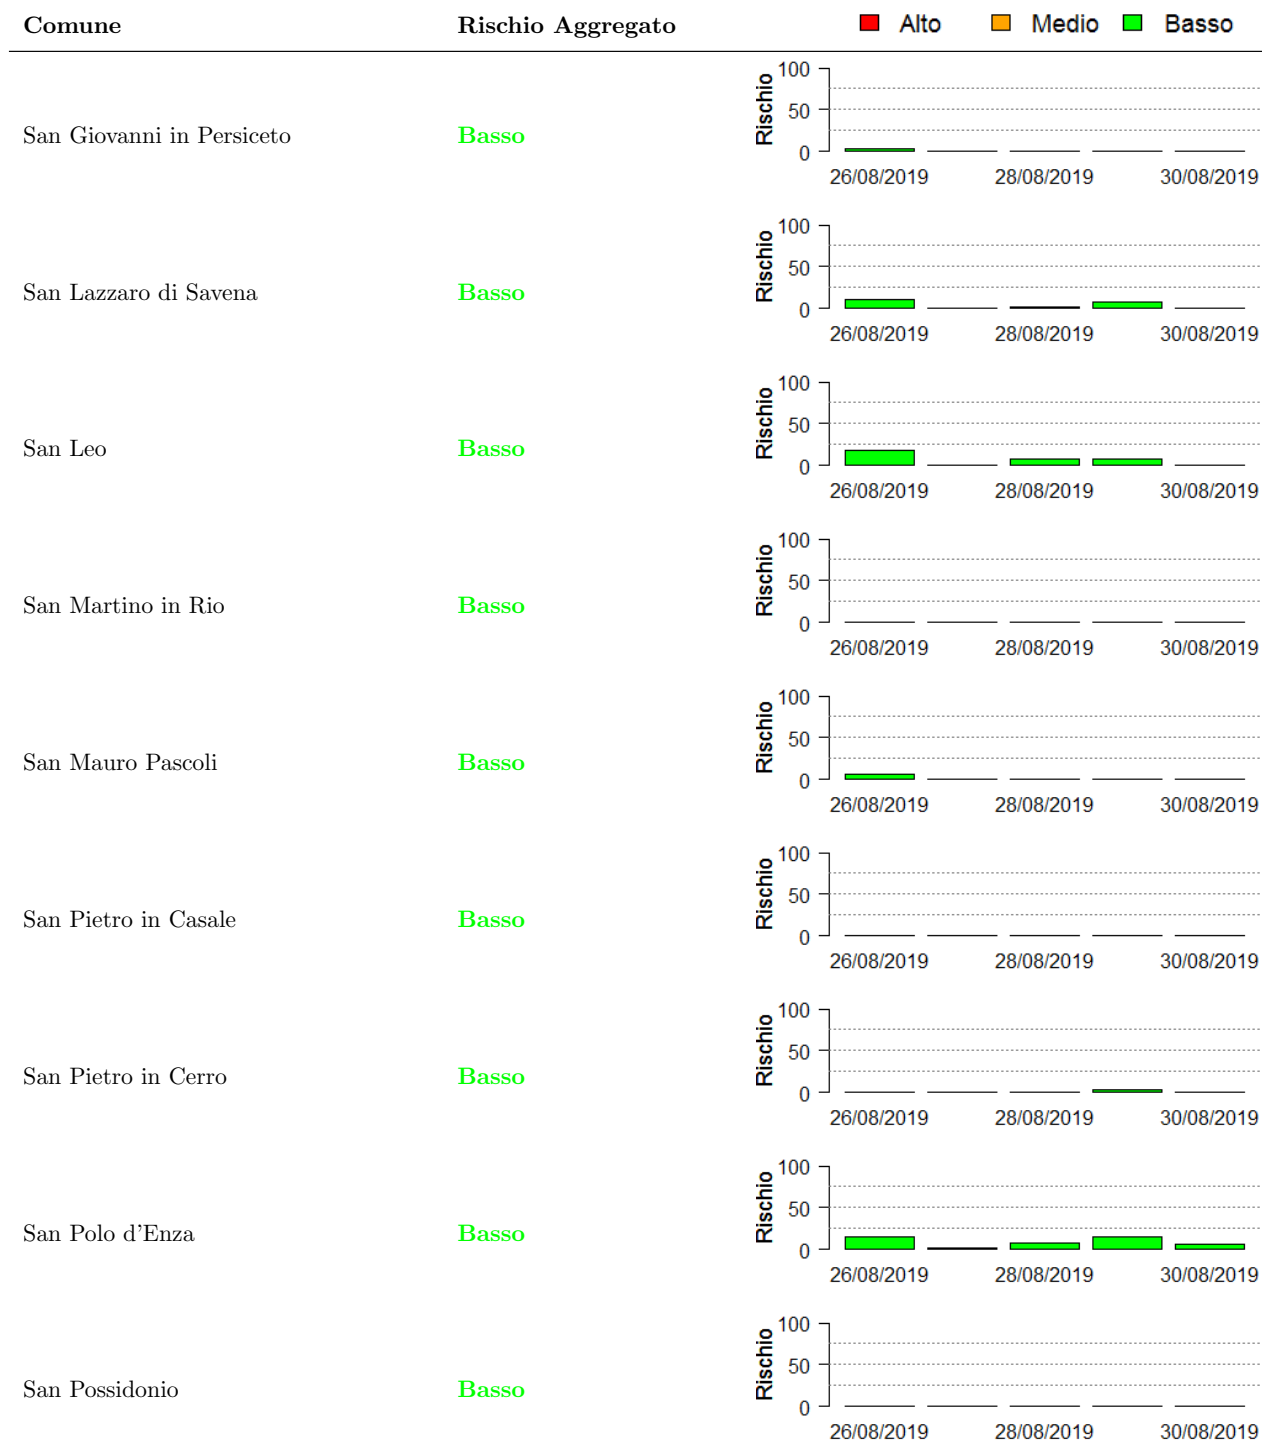 Comune Rischio Aggregato Alto Medio Basso
100
50
0
Rischio
San Giovanni in Persiceto Basso
26/08/2019 28/08/2019 30/08/2019
100
50
0
Rischio
San Lazzaro di Savena Basso
26/08/2019 28/08/2019 30/08/2019
100
50
0
Rischio
San Leo Basso
26/08/2019 28/08/2019 30/08/2019
100
50
0
Rischio
San Martino in Rio Basso
26/08/2019 28/08/2019 30/08/2019
100
50
0
Rischio
San Mauro Pascoli Basso
26/08/2019 28/08/2019 30/08/2019
100
50
0
Rischio
San Pietro in Casale Basso
26/08/2019 28/08/2019 30/08/2019
100
50
0
Rischio
San Pietro in Cerro Basso
26/08/2019 28/08/2019 30/08/2019
100
50
0
Rischio
San Polo d'Enza Basso
26/08/2019 28/08/2019 30/08/2019
100
50
0
Rischio
San Possidonio Basso
26/08/2019 28/08/2019 30/08/2019